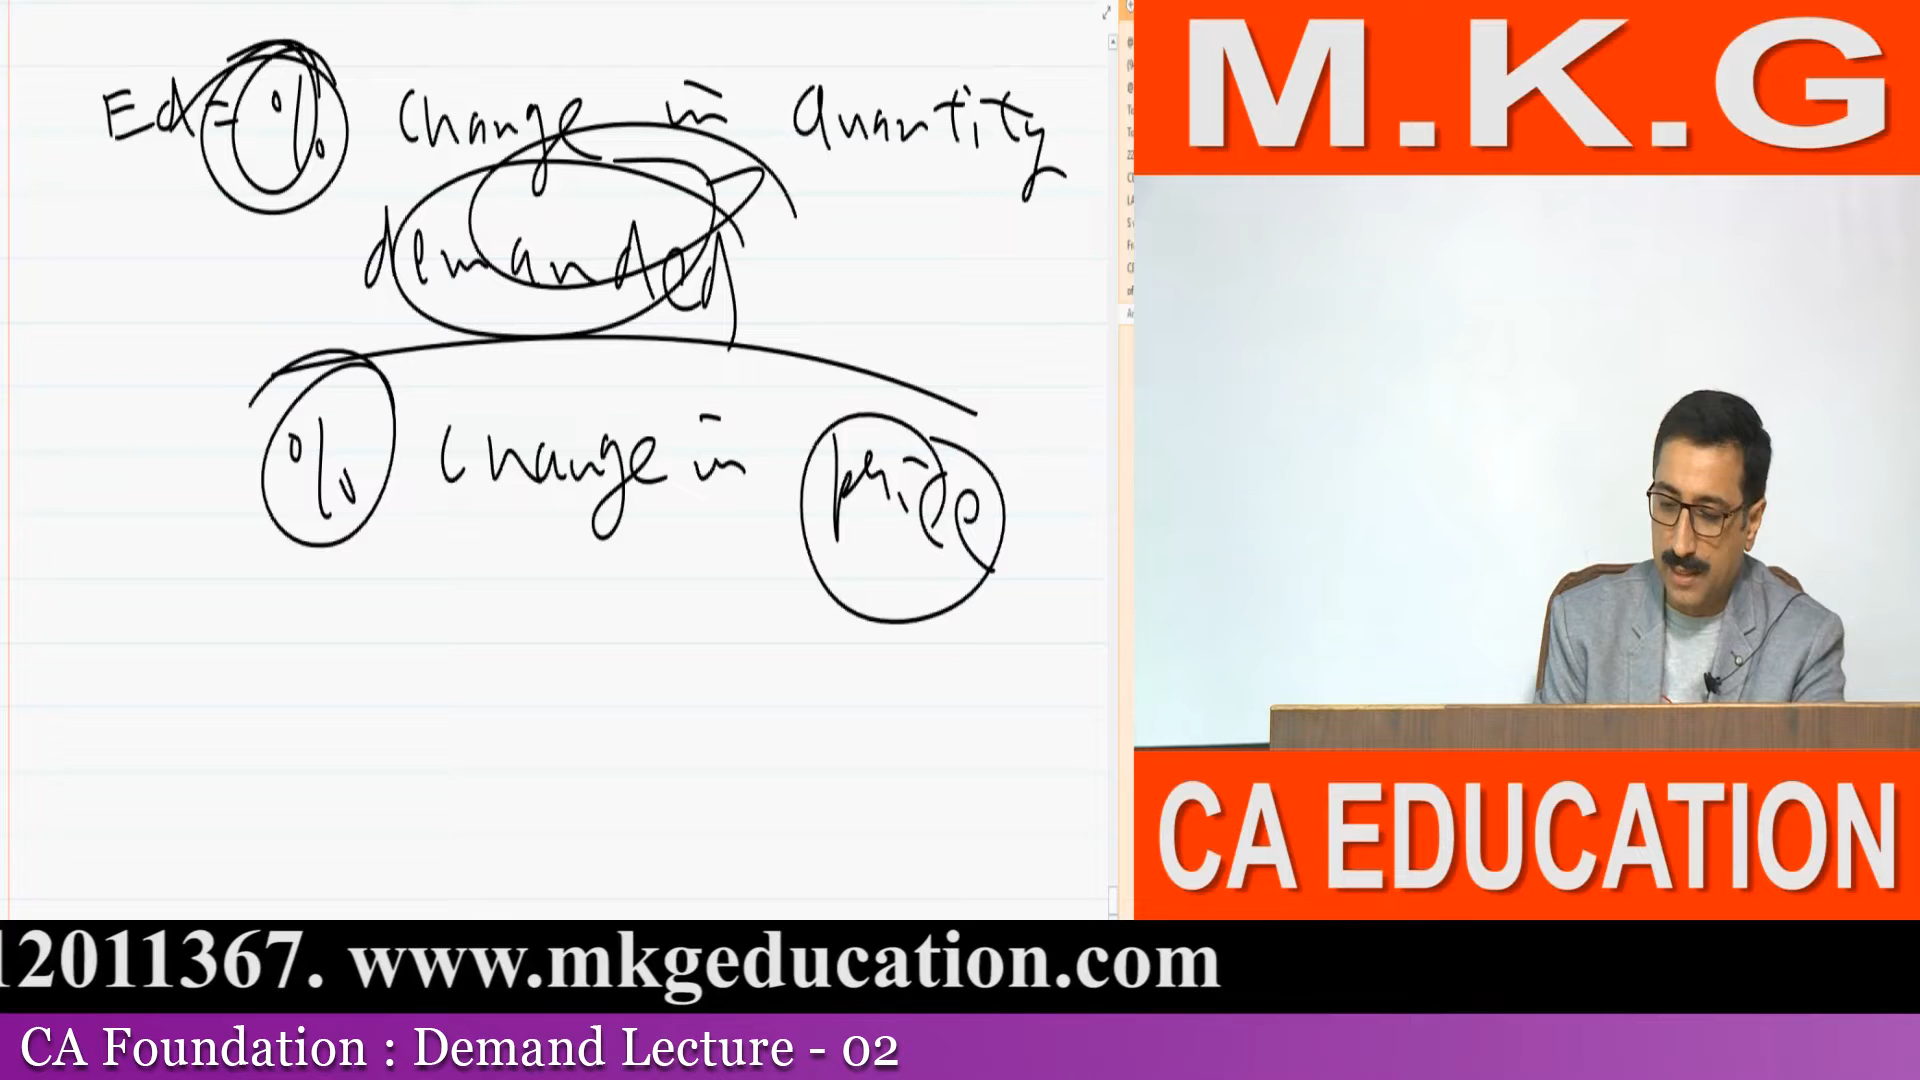 Ed = % change in Quantity
demanded
% change in price
M.K.G
CA EDUCATION
12011367. www.mkgeducation.com
CA Foundation : Demand Lecture - 02